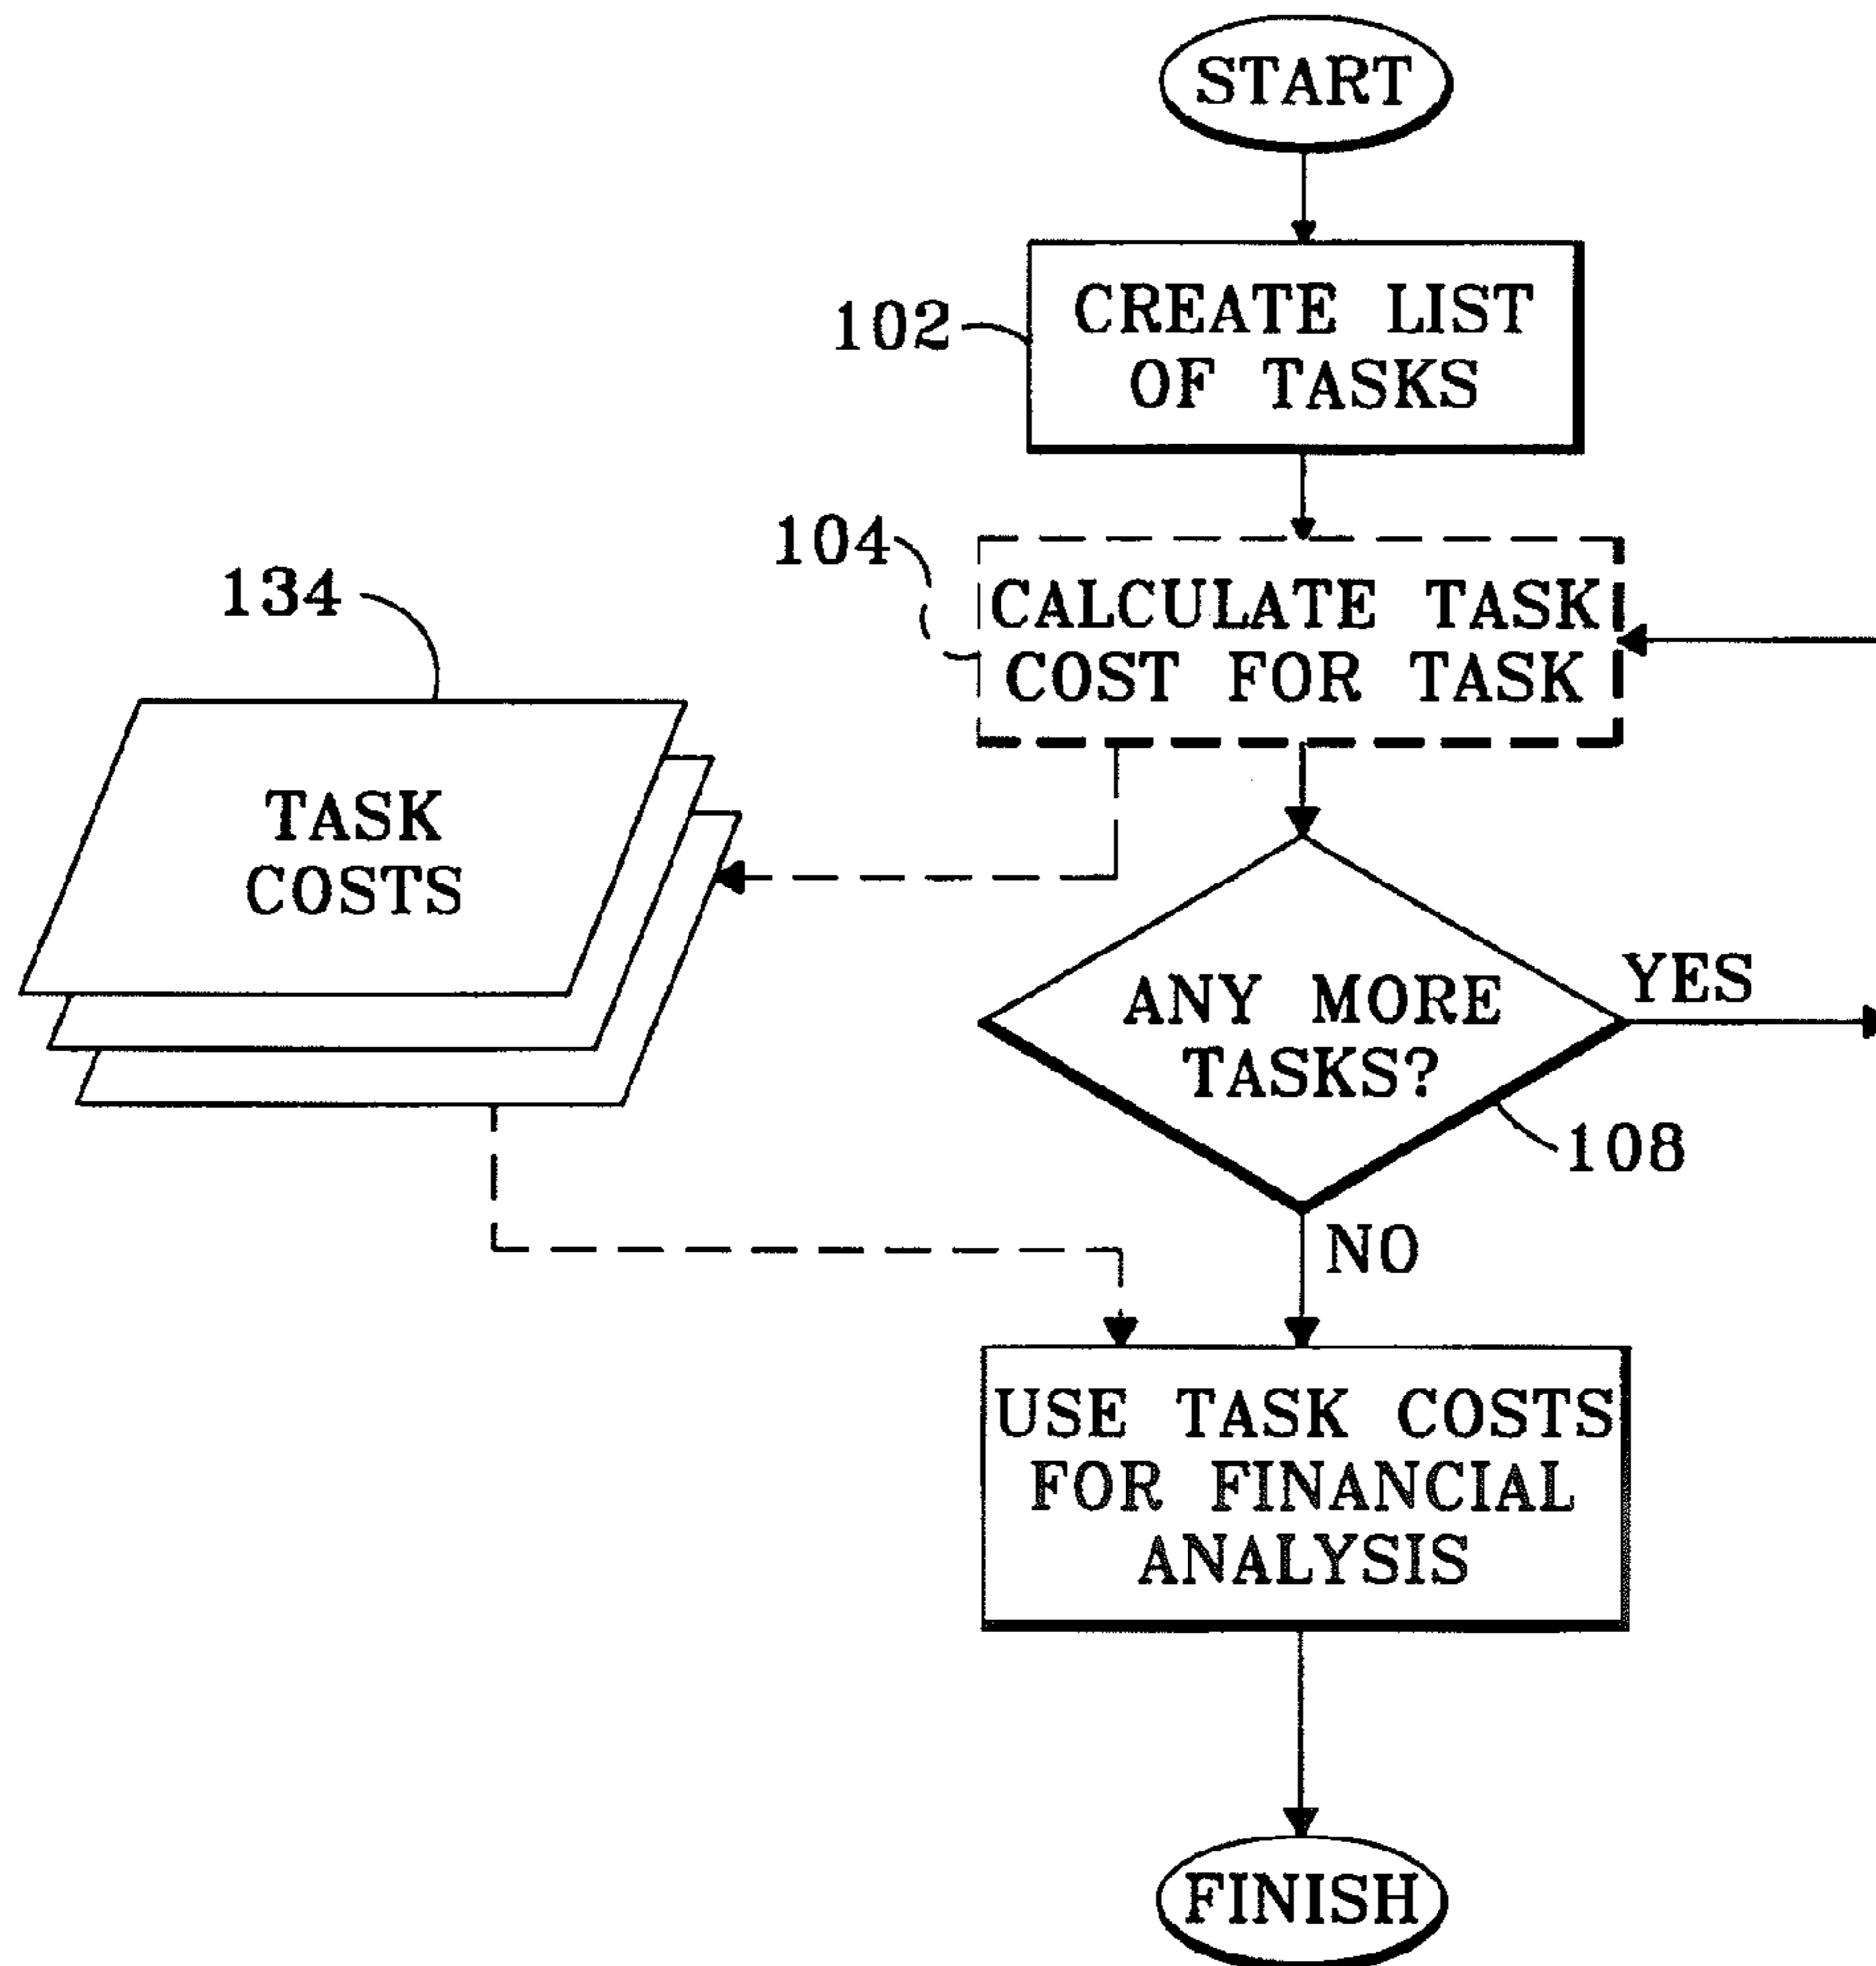 START
102
CREATE LIST
OF TASKS
104
CALCULATE TASK
COST FOR TASK
134
TASK
COSTS
ANY MORE
TASKS?
YES
108
NO
USE TASK COSTS
FOR FINANCIAL
ANALYSIS
FINISH